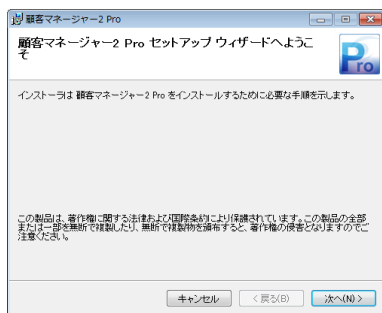 顧客マネージャー2 Pro
顧客マネージャー2 Pro セットアップ ウィザードへようこ
そ
Pro
インストーラは 顧客マネージャー2 Pro をインストールするために必要な手順を示します。
この製品は、著作権に関する法律および国際条約により保護されています。この製品の全部
または一部を無断で複製したり、無断で複製物を頒布すると、著作権の侵害となりますのでご
注意ください。
キャンセル
< 戻る(B)
次へ(N) >